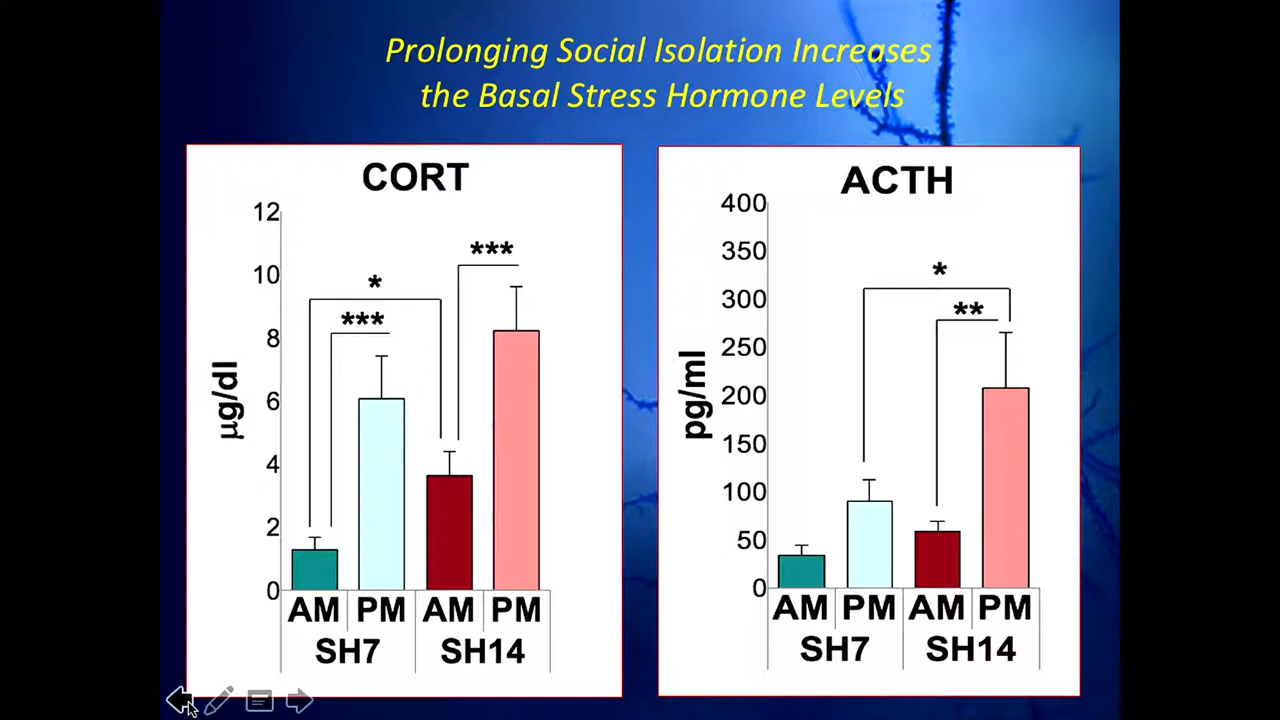 Prolonging Social Isolation Increases
the Basal Stress Hormone Levels
CORT
12
10
8
6
4
2
0
µg/dl
*
***
***
AM PM AM PM
SH7 SH14
ACTH
400
350
300
250
200
150
100
50
0
pg/ml
*
**
AM PM AM PM
SH7 SH14